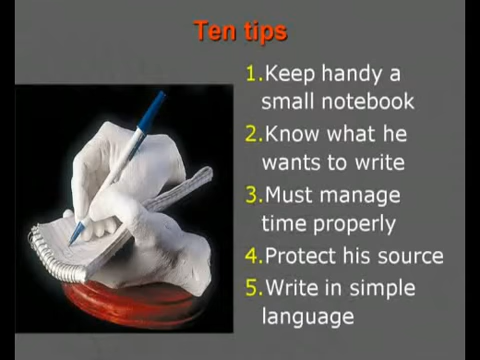 Ten tips
1.Keep handy a
small notebook
2.Know what he
wants to write
3.Must manage
time properly
4.Protect his source
5.Write in simple
language